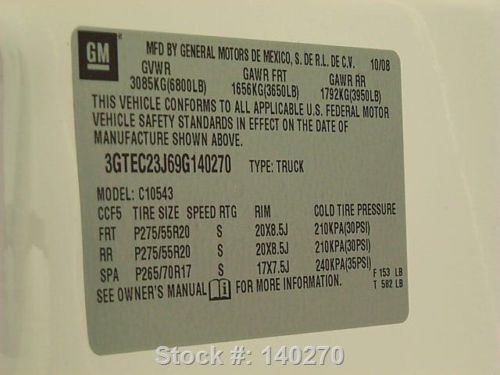 GM
MFD BY GENERAL MOTORS DE MEXICO, S. DE R.L. DE C.V. 10/08
GVWR GAWR FRT GAWR RR
3085KG(6800LB) 1656KG(3650LB) 1792KG(3950LB)
THIS VEHICLE CONFORMS TO ALL APPLICABLE U.S. FEDERAL MOTOR
VEHICLE SAFETY STANDARDS IN EFFECT ON THE DATE OF
MANUFACTURE SHOWN ABOVE.
3GTEC23J69G140270 TYPE: TRUCK
MODEL: C10543
CCF5 TIRE SIZE SPEED RTG RIM COLD TIRE PRESSURE
FRT P275/55R20 S 20X8.5J 210KPA(30PSI)
RR P275/55R20 S 20X8.5J 210KPA(30PSI)
SPA P265/70R17 S 17X7.5J 240KPA(35PSI)
F 153 LB
SEE OWNER'S MANUAL FOR MORE INFORMATION. T 582 LB
Stock #: 140270